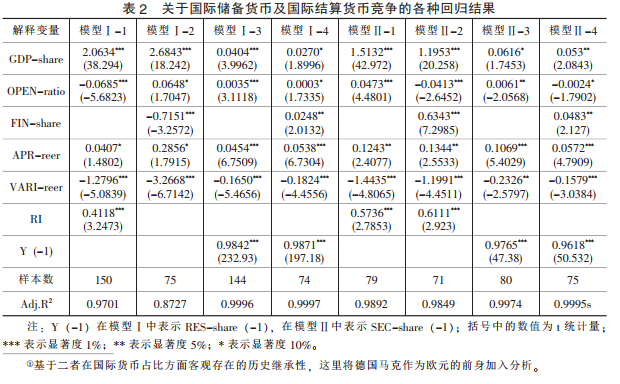 表 2 关于国际储备货币及国际结算货币竞争的各种回归结果
解释变量 模型Ⅰ-1 模型Ⅰ-2 模型Ⅰ-3 模型Ⅰ-4 模型Ⅱ-1 模型Ⅱ-2 模型Ⅱ-3 模型Ⅱ-4
GDP-share 2.0634*** 2.6843*** 0.0404*** 0.0270* 1.5132*** 1.1953*** 0.0616* 0.053**
(38.294) (18.242) (3.9962) (1.8996) (42.972) (20.258) (1.7453) (2.0843)
OPEN-ratio -0.0685*** 0.0648* 0.0035*** 0.0003* 0.0473*** -0.0413*** 0.0061** -0.0024*
(-5.6823) (1.7047) (3.1118) (1.7335) (4.4801) (-2.6452) (-2.0568) (-1.7902)
FIN-share -0.7151*** 0.0248** 0.6343*** 0.0483**
(-3.2572) (2.0132) (7.2985) (2.127)
APR-reer 0.0407* 0.2856* 0.0454*** 0.0538*** 0.1243** 0.1344** 0.1069*** 0.0572***
(1.4802) (1.7915) (6.7509) (6.7304) (2.4077) (2.5533) (5.4029) (4.7909)
VARI-reer -1.2796*** -3.2668*** -0.1650*** -0.1824*** -1.4435*** -1.1991*** -0.2326** -0.1579***
(-5.0839) (-6.7142) (-5.4656) (-4.4556) (-4.8065) (-4.4511) (-2.5797) (-3.0384)
RI 0.4118*** 0.5736*** 0.6111***
(3.2473) (2.7853) (2.923)
Y (-1) 0.9842*** 0.9871*** 0.9765*** 0.9618***
(232.93) (197.18) (47.38) (50.532)
样本数 150 75 144 74 79 71 80 75
Adj.R² 0.9701 0.8727 0.9996 0.9997 0.9892 0.9849 0.9974 0.9995s
注：Y (-1) 在模型Ⅰ中表示 RES-share (-1)，在模型Ⅱ中表示 SEC-share (-1)；括号中的数值为 t 统计量；
*** 表示显著度 1%；** 表示显著度 5%；* 表示显著度 10%。
①基于二者在国际货币占比方面客观存在的历史继承性，这里将德国马克作为欧元的前身加入分析。